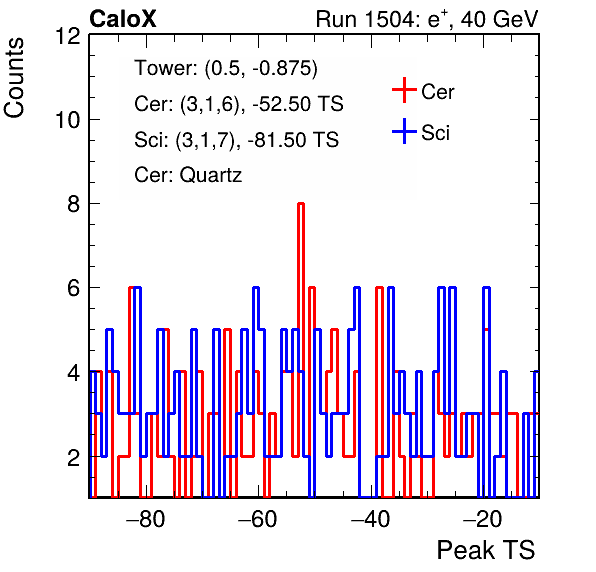 CaloX Run 1504: e⁺, 40 GeV
Counts
12
10
8
6
4
2
Tower: (0.5, -0.875)
Cer: (3,1,6), -52.50 TS
Sci: (3,1,7), -81.50 TS
Cer: Quartz
Cer
Sci
−80 −60 −40 −20
Peak TS